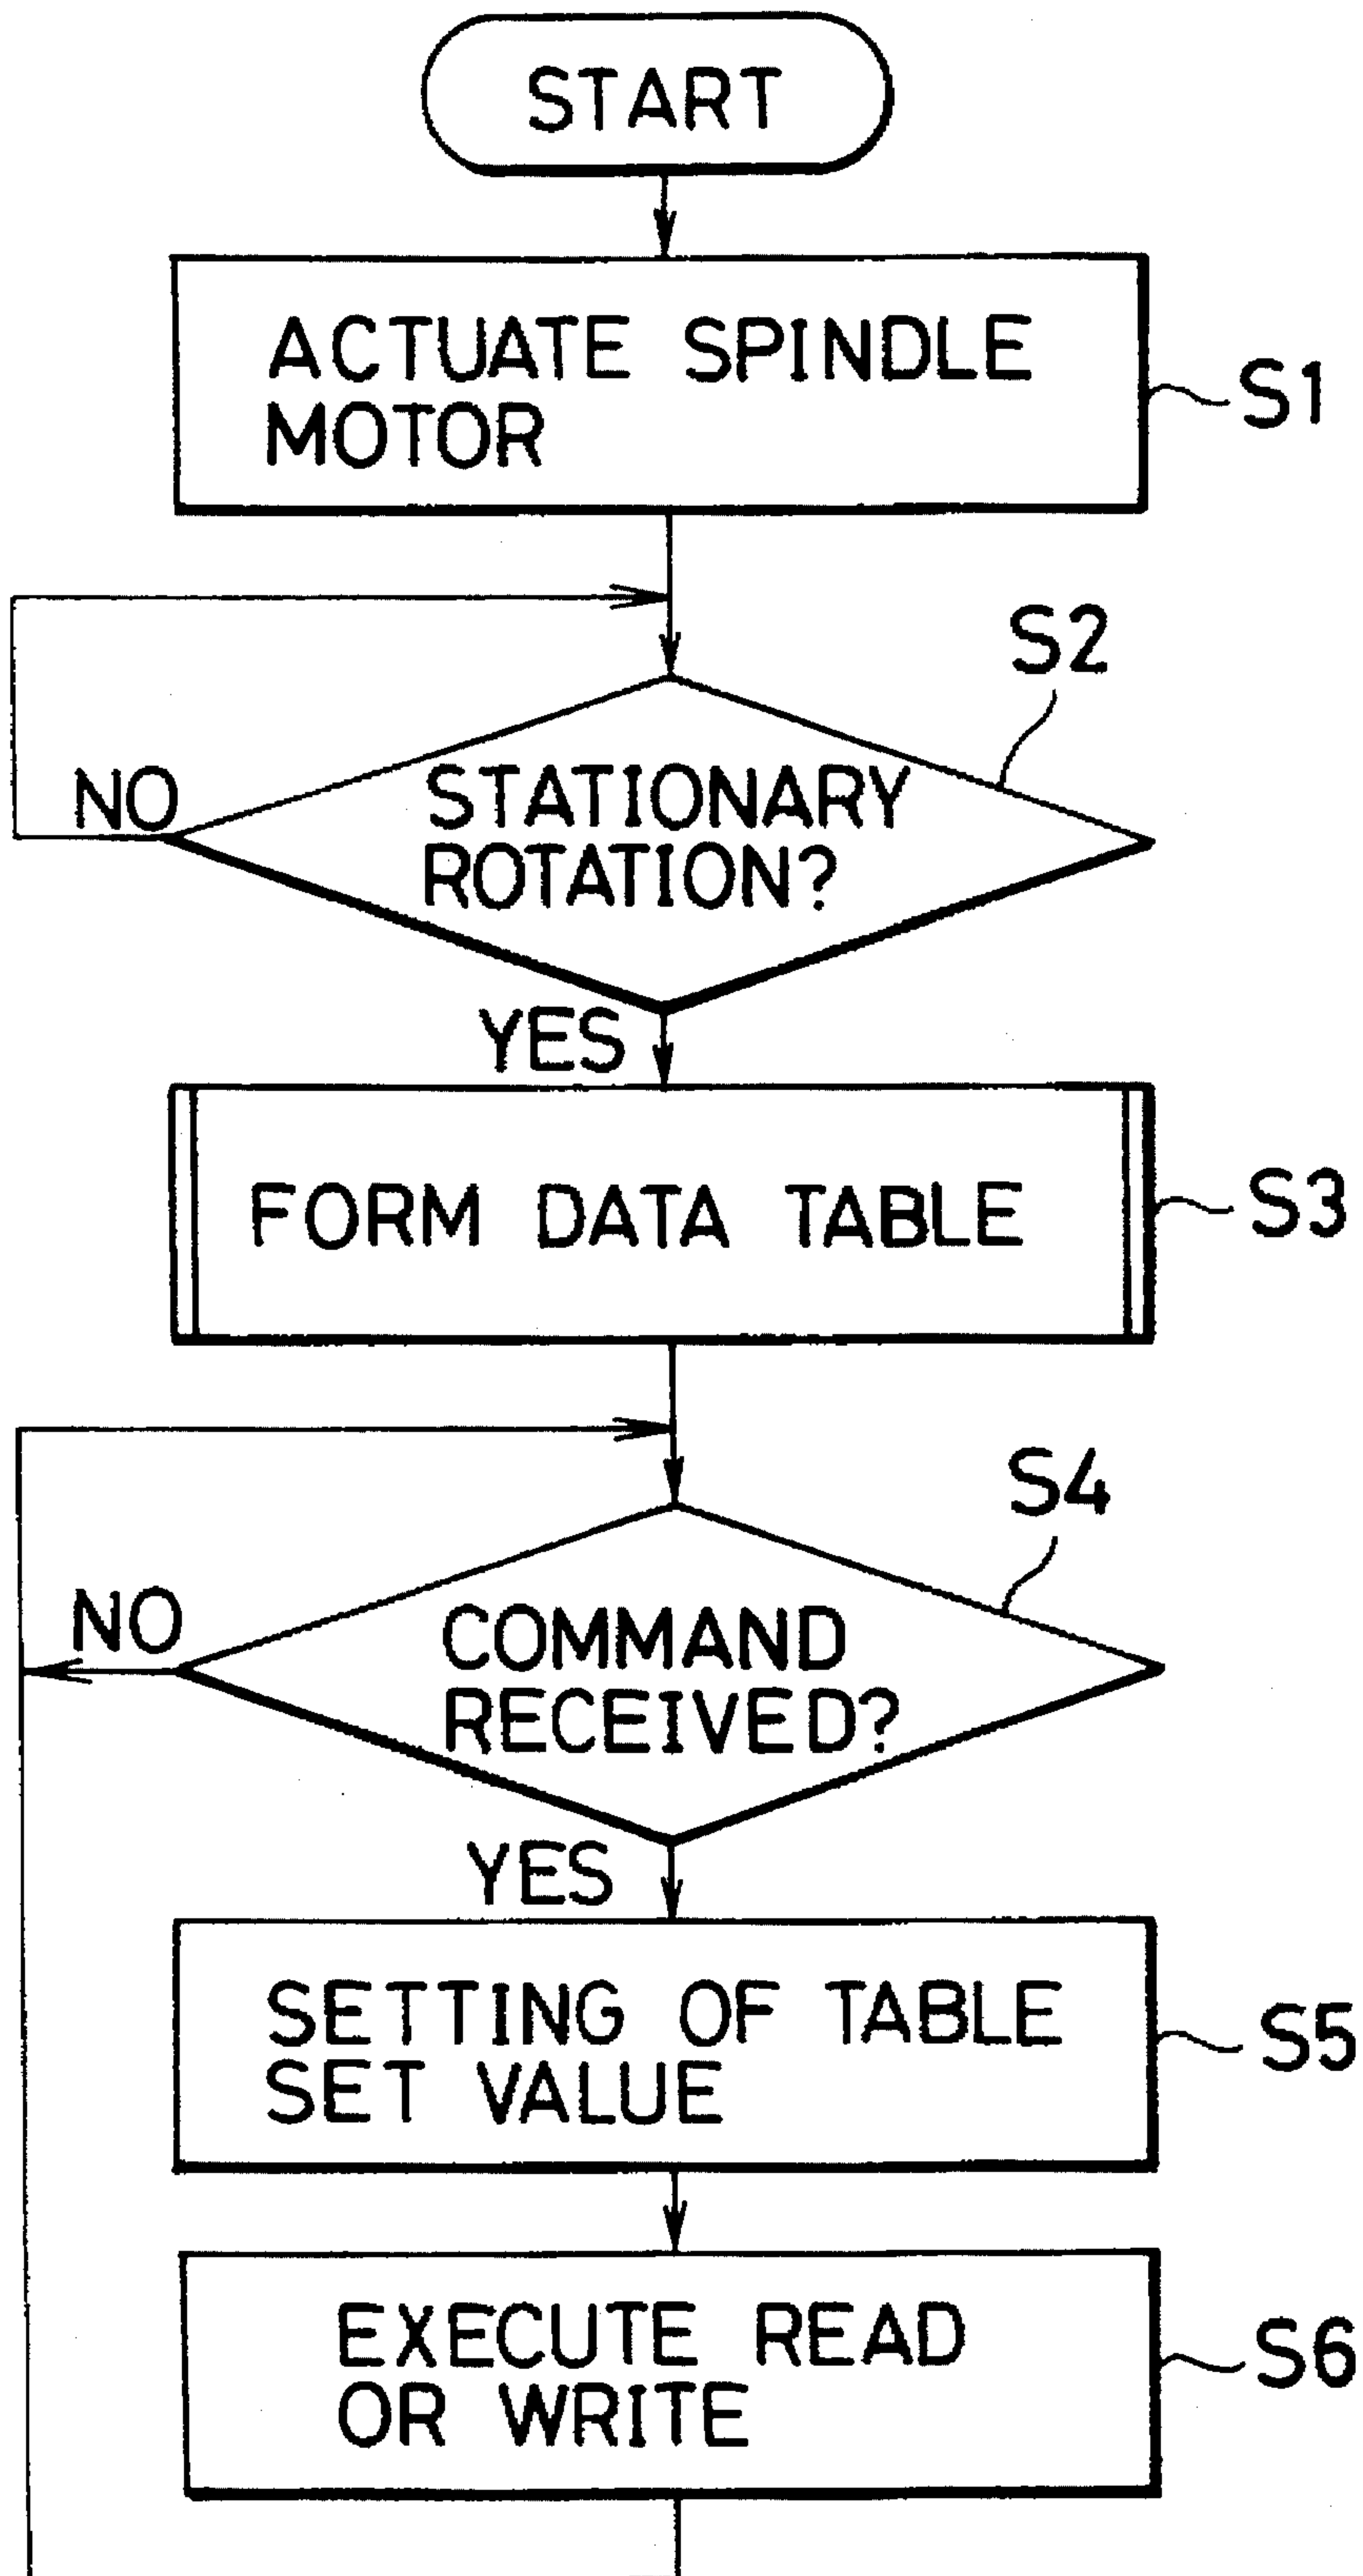 START
ACTUATE SPINDLE
MOTOR
S1
S2
NO
STATIONARY
ROTATION?
YES
FORM DATA TABLE
S3
S4
NO
COMMAND
RECEIVED?
YES
SETTING OF TABLE
SET VALUE
S5
EXECUTE READ
OR WRITE
S6